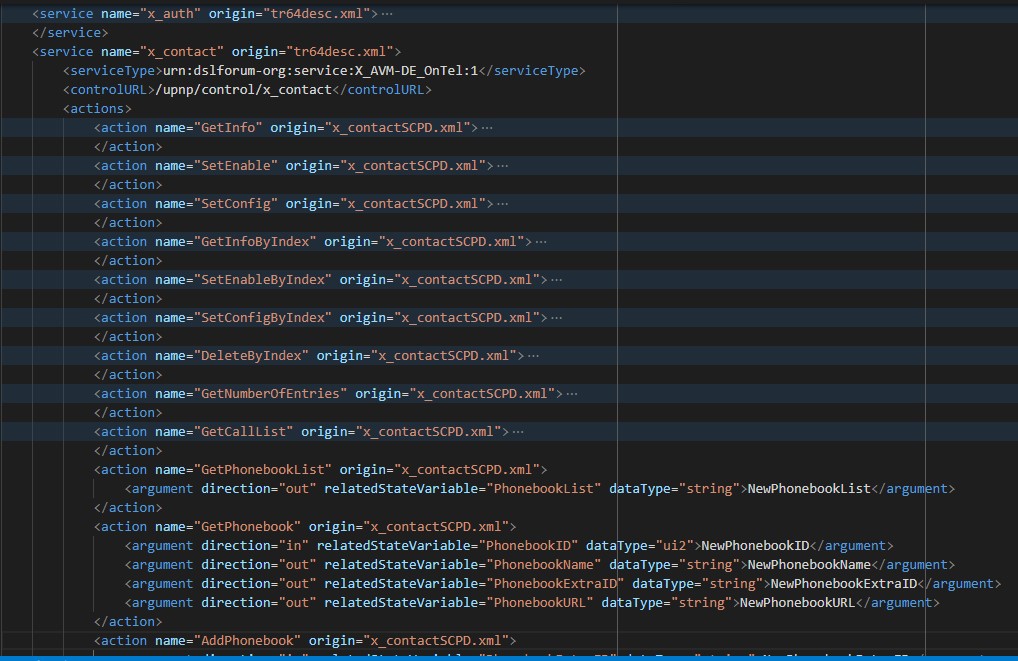 <service name="x_auth" origin="tr64desc.xml">···
</service>
<service name="x_contact" origin="tr64desc.xml">
<serviceType>urn:dslforum-org:service:X_AVM-DE_OnTel:1</serviceType>
<controlURL>/upnp/control/x_contact</controlURL>
<actions>
<action name="GetInfo" origin="x_contactSCPD.xml">···
</action>
<action name="SetEnable" origin="x_contactSCPD.xml">···
</action>
<action name="SetConfig" origin="x_contactSCPD.xml">···
</action>
<action name="GetInfoByIndex" origin="x_contactSCPD.xml">···
</action>
<action name="SetEnableByIndex" origin="x_contactSCPD.xml">···
</action>
<action name="SetConfigByIndex" origin="x_contactSCPD.xml">···
</action>
<action name="DeleteByIndex" origin="x_contactSCPD.xml">···
</action>
<action name="GetNumberOfEntries" origin="x_contactSCPD.xml">···
</action>
<action name="GetCallList" origin="x_contactSCPD.xml">···
</action>
<action name="GetPhonebookList" origin="x_contactSCPD.xml">
<argument direction="out" relatedStateVariable="PhonebookList" dataType="string">NewPhonebookList</argument>
</action>
<action name="GetPhonebook" origin="x_contactSCPD.xml">
<argument direction="in" relatedStateVariable="PhonebookID" dataType="ui2">NewPhonebookID</argument>
<argument direction="out" relatedStateVariable="PhonebookName" dataType="string">NewPhonebookName</argument>
<argument direction="out" relatedStateVariable="PhonebookExtraID" dataType="string">NewPhonebookExtraID</argument>
<argument direction="out" relatedStateVariable="PhonebookURL" dataType="string">NewPhonebookURL</argument>
</action>
<action name="AddPhonebook" origin="x_contactSCPD.xml">